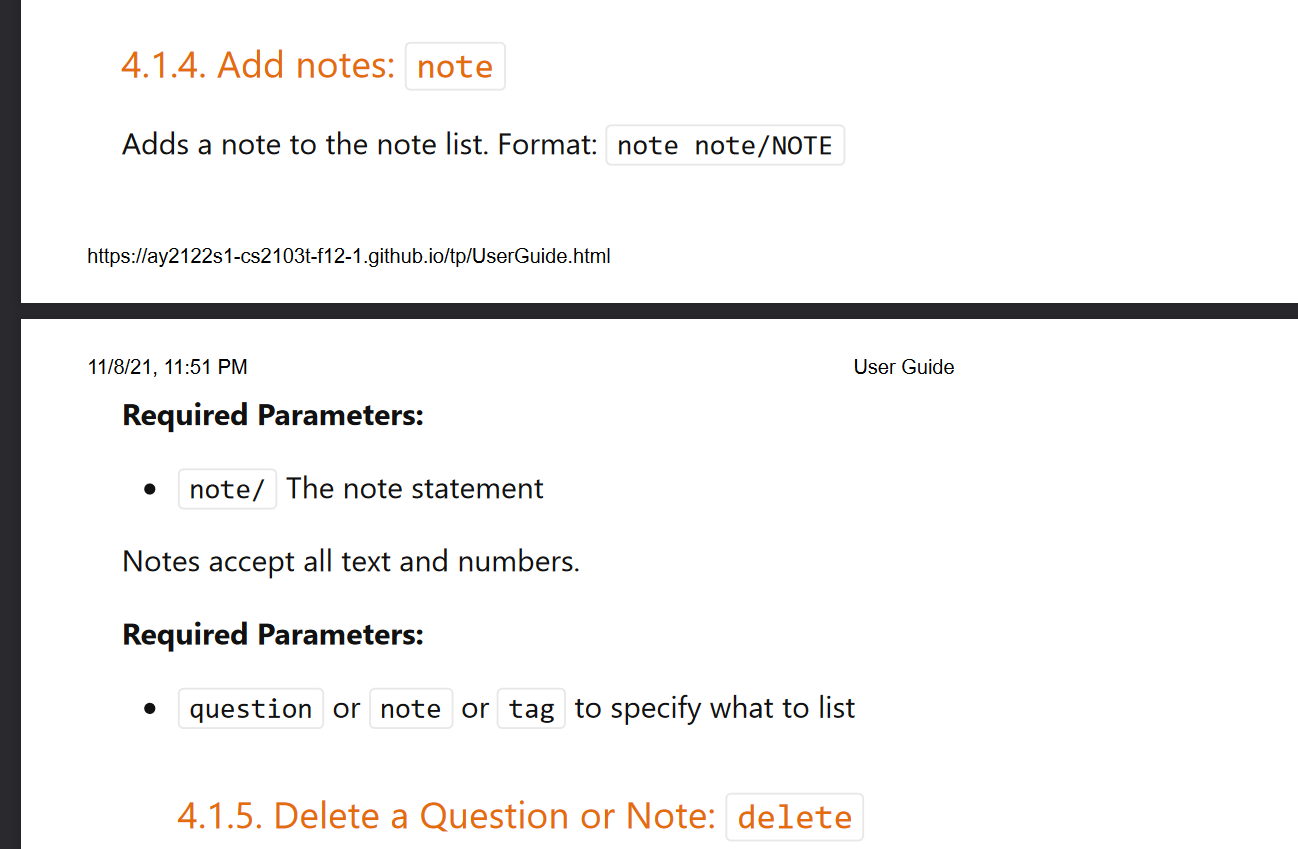 4.1.4. Add notes: note
Adds a note to the note list. Format: note note/NOTE
https://ay2122s1-cs2103t-f12-1.github.io/tp/UserGuide.html
11/8/21, 11:51 PM User Guide
Required Parameters:
• note/ The note statement
Notes accept all text and numbers.
Required Parameters:
• question or note or tag to specify what to list
4.1.5. Delete a Question or Note: delete